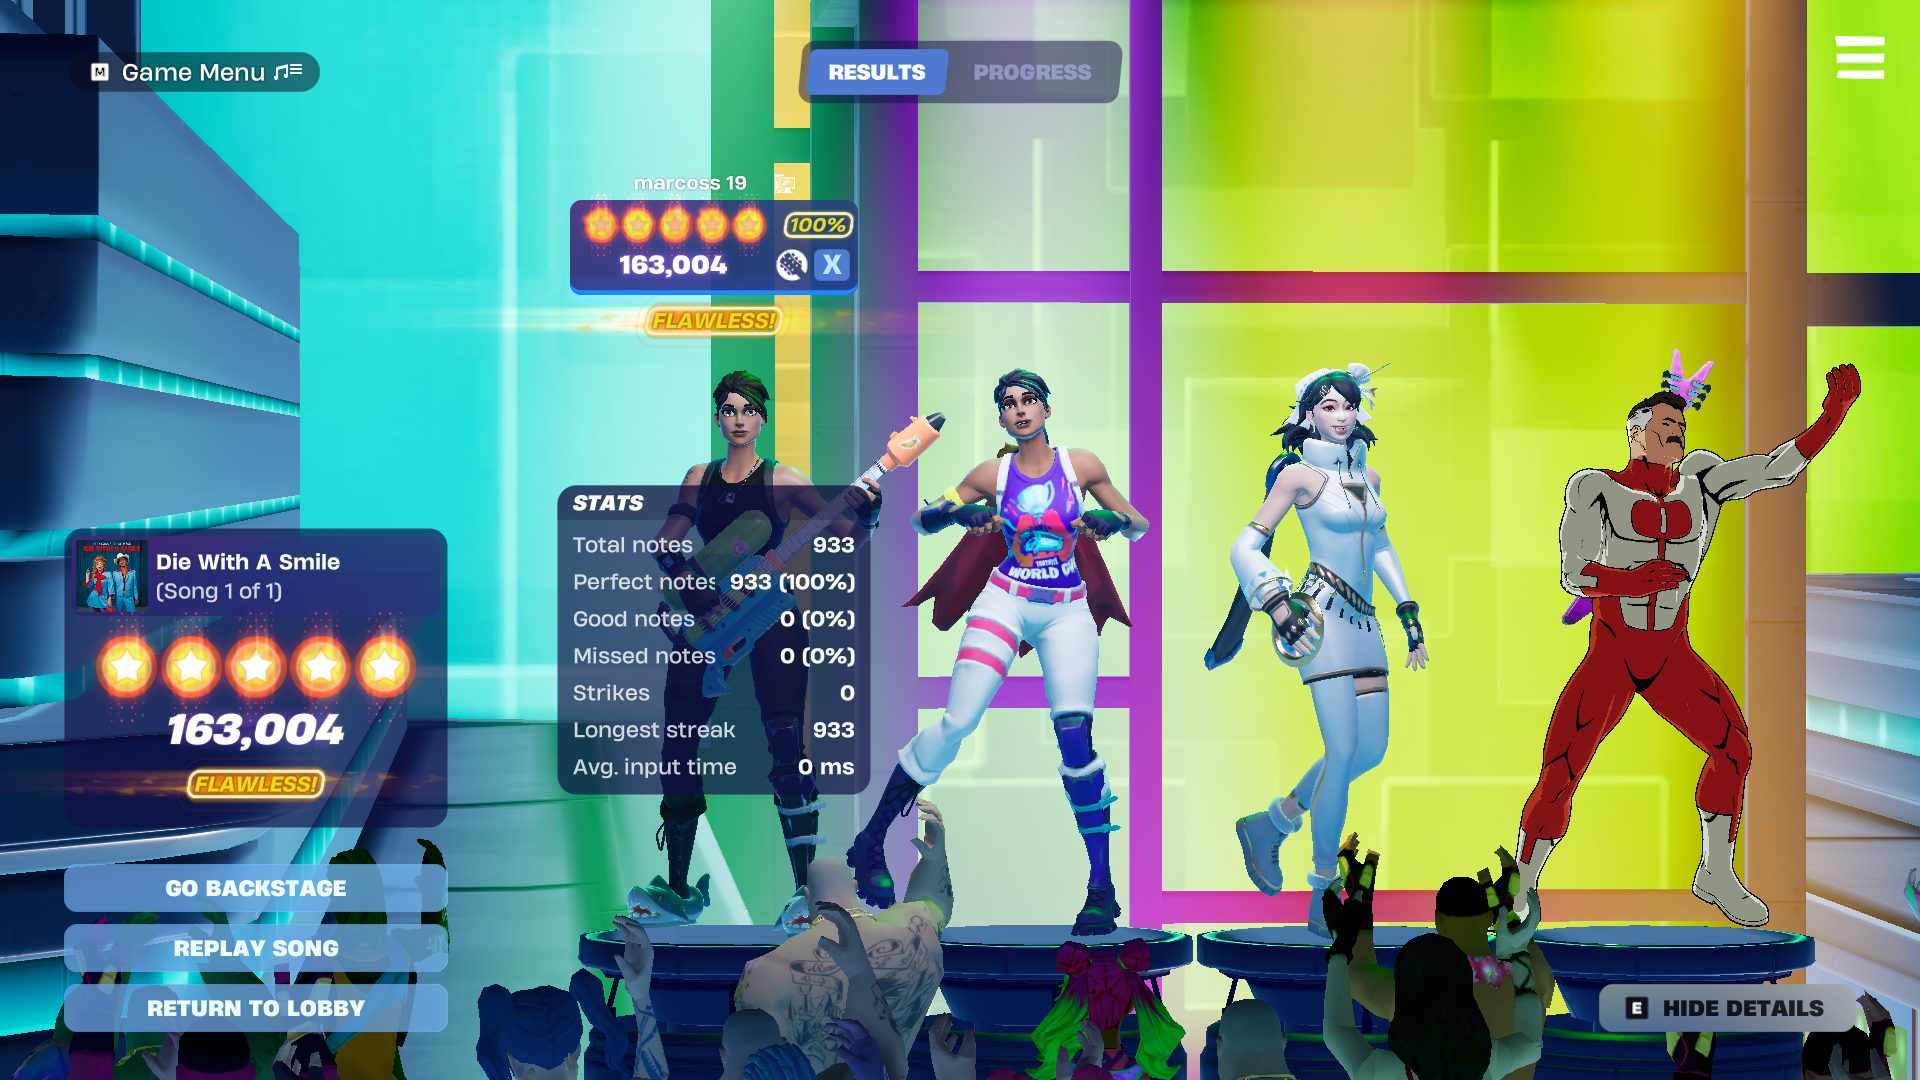 M Game Menu
RESULTS PROGRESS
marcoss 19
100%
163,004 X
FLAWLESS!
STATS
Total notes 933
Perfect notes 933 (100%)
Good notes 0 (0%)
Missed notes 0 (0%)
Strikes 0
Longest streak 933
Avg. input time 0 ms
Die With A Smile
(Song 1 of 1)
163,004
FLAWLESS!
GO BACKSTAGE
REPLAY SONG
RETURN TO LOBBY
WORLD
E HIDE DETAILS